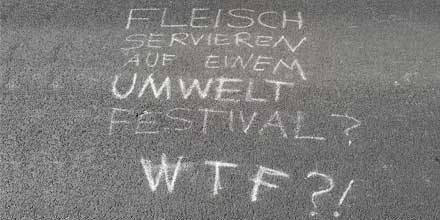 FLEISCH
SERVIEREN
AUF EINEM
UMWELT
FESTIVAL?
WTF?!